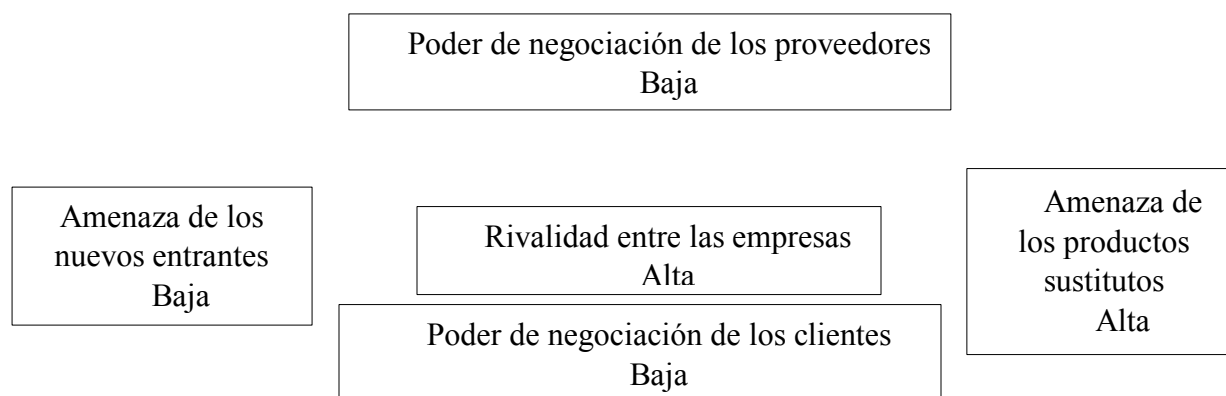 Poder de negociación de los proveedores
Baja
Amenaza de los
nuevos entrantes
Baja
Rivalidad entre las empresas
Alta
Amenaza de
los productos
sustitutos
Alta
Poder de negociación de los clientes
Baja